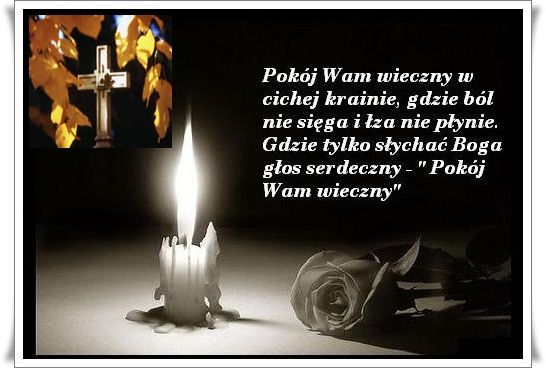 Pokój Wam wieczny w
cichej krainie, gdzie ból
nie sięga i łza nie płynie.
Gdzie tylko słychać Boga
głos serdeczny - " Pokój
Wam wieczny"